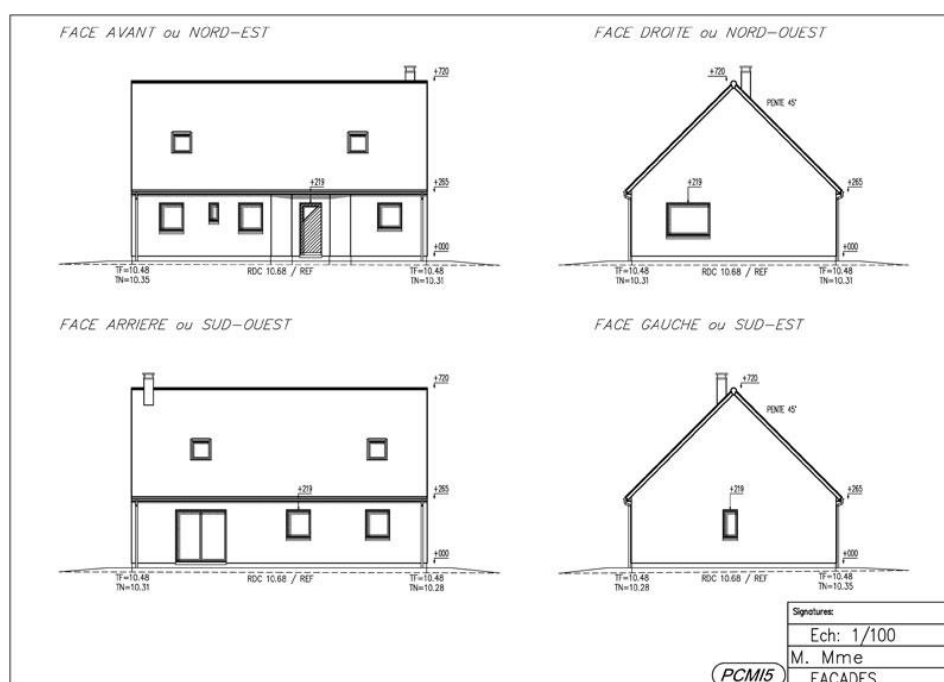 FACE AVANT ou NORD-EST
+720
+219
+265
+000
TF=10.48
TN=10.35
RDC 10.68 / REF
TF=10.48
TN=10.31
FACE DROITE ou NORD-OUEST
+720
PENTE 45°
+219
+265
+000
TF=10.48
TN=10.31
RDC 10.68 / REF
TF=10.48
TN=10.31
FACE ARRIERE ou SUD-OUEST
+720
+219
+265
+000
TF=10.48
TN=10.31
RDC 10.68 / REF
TF=10.48
TN=10.28
FACE GAUCHE ou SUD-EST
+720
PENTE 45°
+219
+265
+000
TF=10.48
TN=10.28
RDC 10.68 / REF
TF=10.48
TN=10.35
Signatures:
Ech: 1/100
M. Mme
PCMI5
FACADES